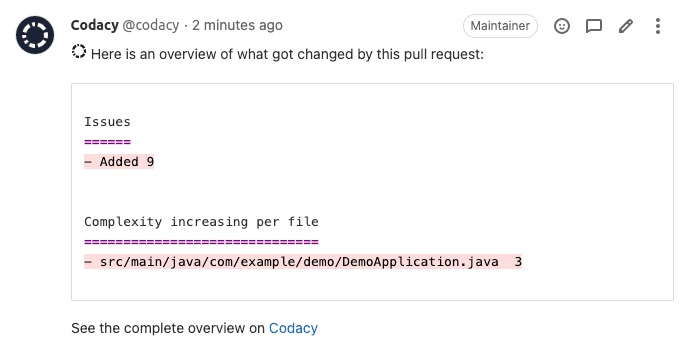 Codacy @codacy · 2 minutes ago
Maintainer
Here is an overview of what got changed by this pull request:
Issues
======
– Added 9
Complexity increasing per file
==============================
– src/main/java/com/example/demo/DemoApplication.java  3
See the complete overview on Codacy